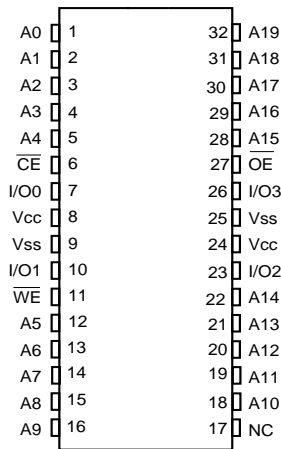 A0 1 32 A19
A1 2 31 A18
A2 3 30 A17
A3 4 29 A16
A4 5 28 A15
C̅E̅ 6 27 O̅E̅
I/O0 7 26 I/O3
Vcc 8 25 Vss
Vss 9 24 Vcc
I/O1 10 23 I/O2
W̅E̅ 11 22 A14
A5 12 21 A13
A6 13 20 A12
A7 14 19 A11
A8 15 18 A10
A9 16 17 NC